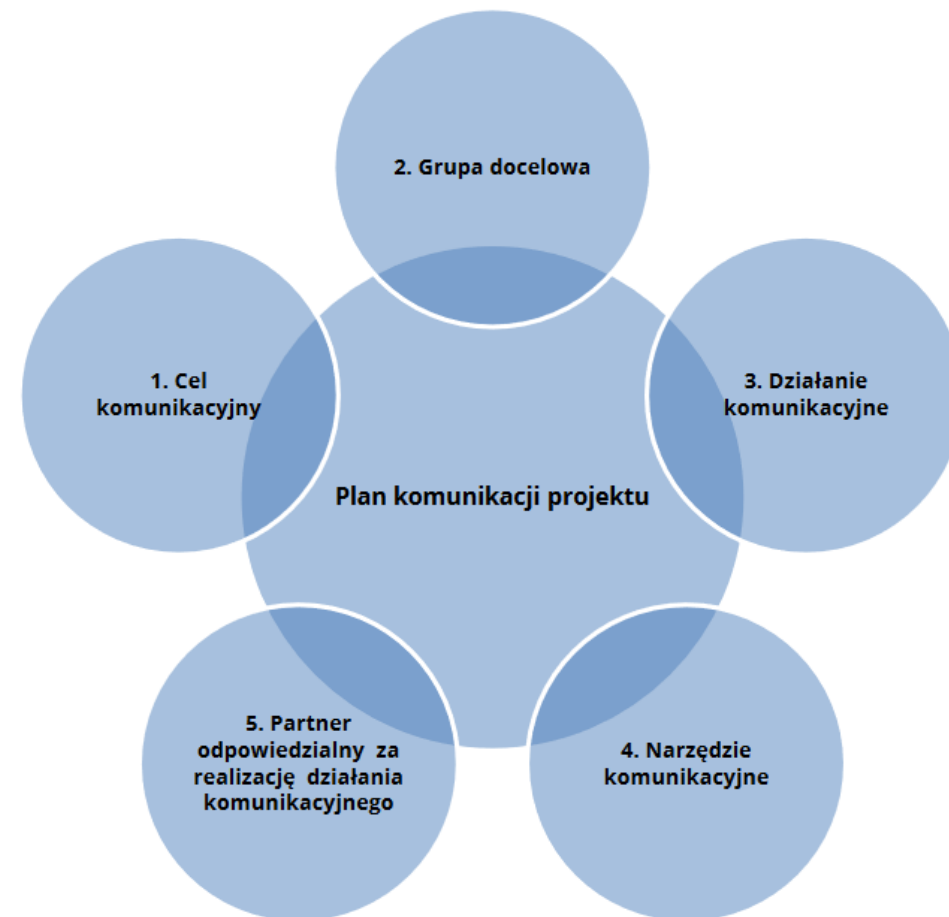 2. Grupa docelowa
1. Cel
komunikacyjny
3. Działanie
komunikacyjne
Plan komunikacji projektu
5. Partner
odpowiedzialny za
realizację działania
komunikacyjnego
4. Narzędzie
komunikacyjne